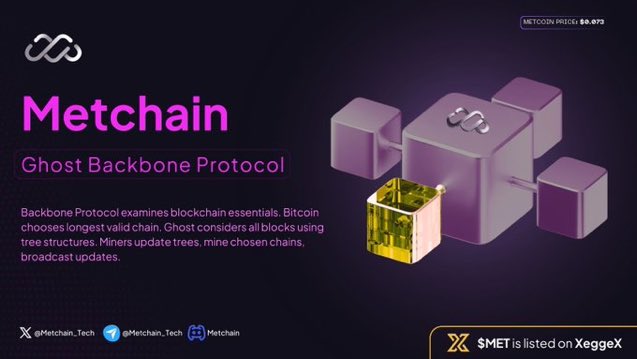 METCOIN PRICE: $0.073
Metchain
Ghost Backbone Protocol
Backbone Protocol examines blockchain essentials. Bitcoin
chooses longest valid chain. Ghost considers all blocks using
tree structures. Miners update trees, mine chosen chains,
broadcast updates.
@Metchain_Tech @Metchain_Tech Metchain
$MET is listed on XeggeX